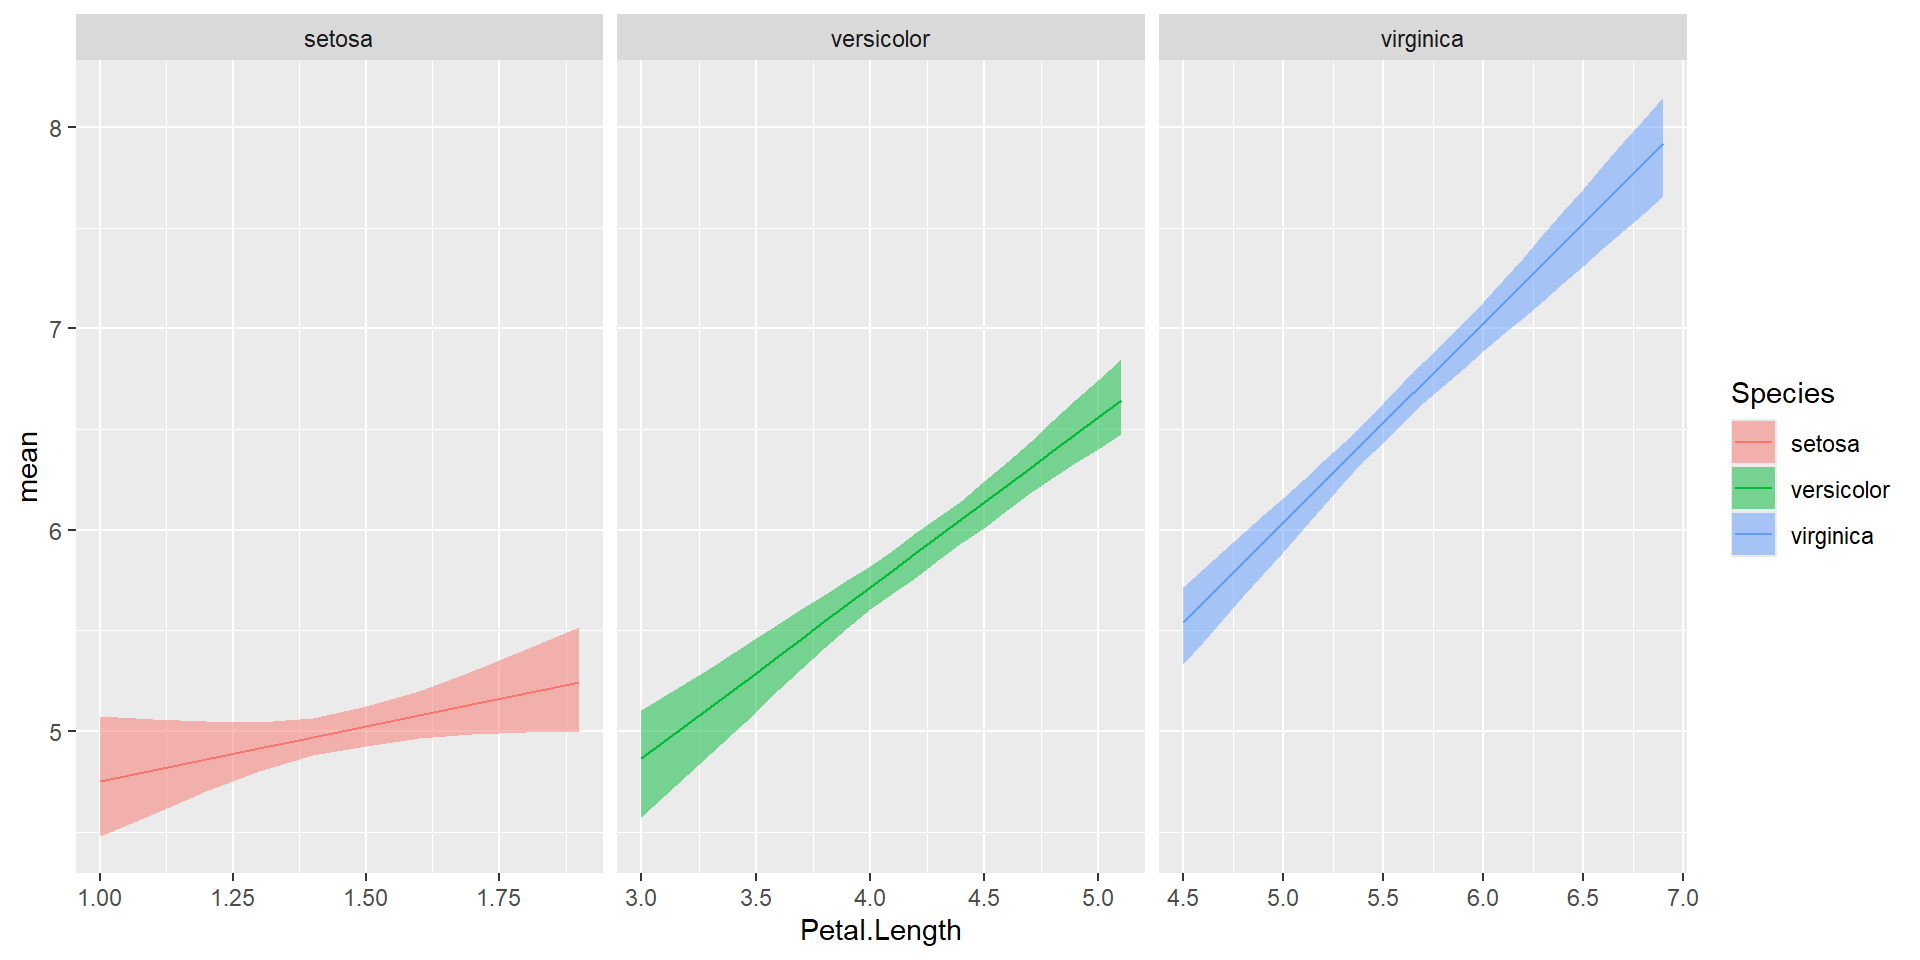 setosa versicolor virginica
8
7
6
5
mean
1.00 1.25 1.50 1.75 3.0 3.5 4.0 4.5 5.0 4.5 5.0 5.5 6.0 6.5 7.0
Petal.Length
Species
setosa
versicolor
virginica